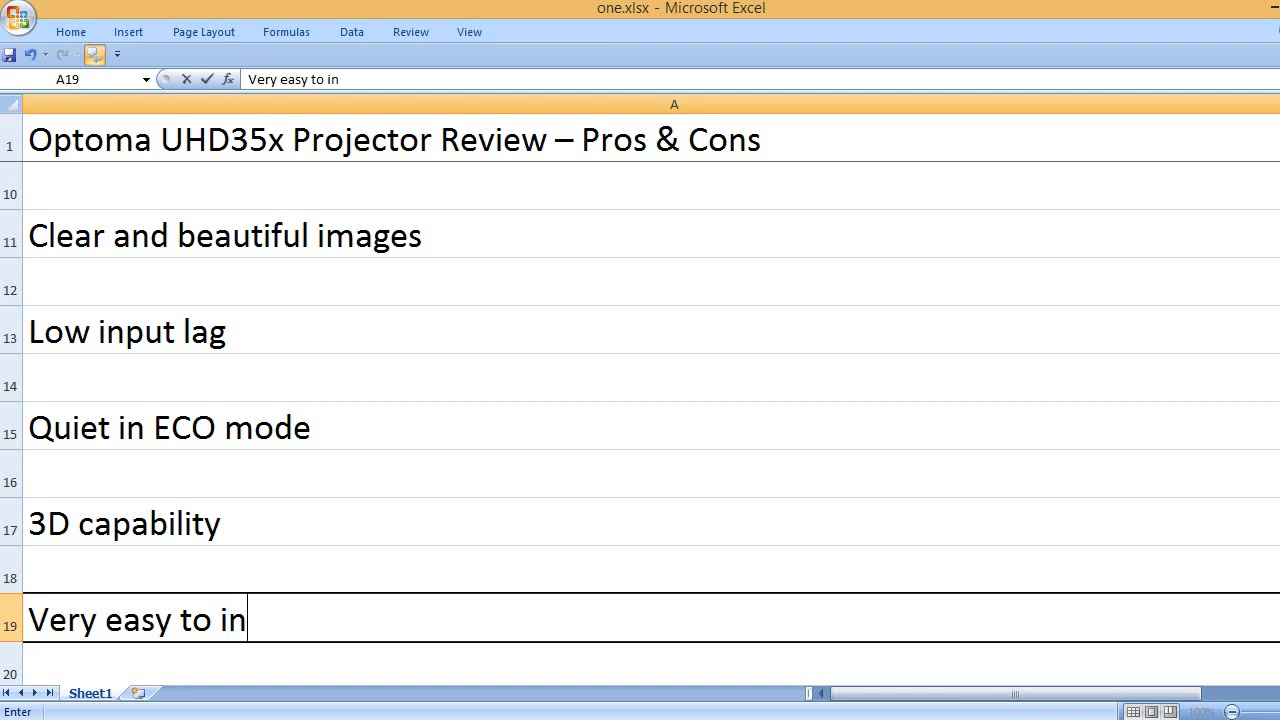 one.xlsx - Microsoft Excel
Home Insert Page Layout Formulas Data Review View
A19 fx Very easy to in
A
1 Optoma UHD35x Projector Review – Pros & Cons
10
11 Clear and beautiful images
12
13 Low input lag
14
15 Quiet in ECO mode
16
17 3D capability
18
19 Very easy to in
20
Sheet1
Enter 100%